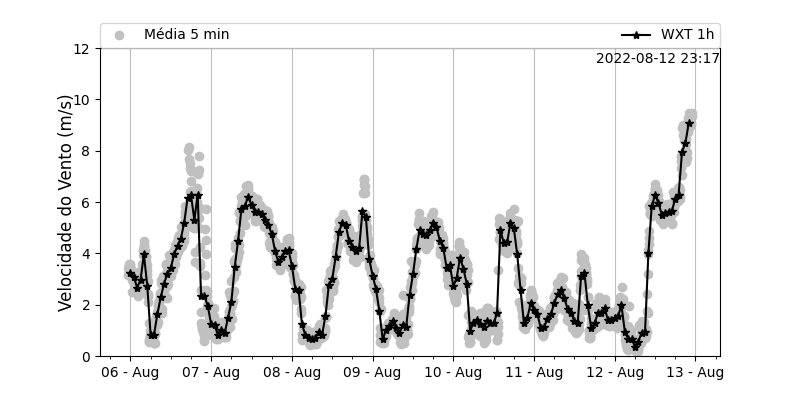 Média 5 min
WXT 1h
2022-08-12 23:17
Velocidade do Vento (m/s)
12
10
8
6
4
2
0
06 - Aug
07 - Aug
08 - Aug
09 - Aug
10 - Aug
11 - Aug
12 - Aug
13 - Aug